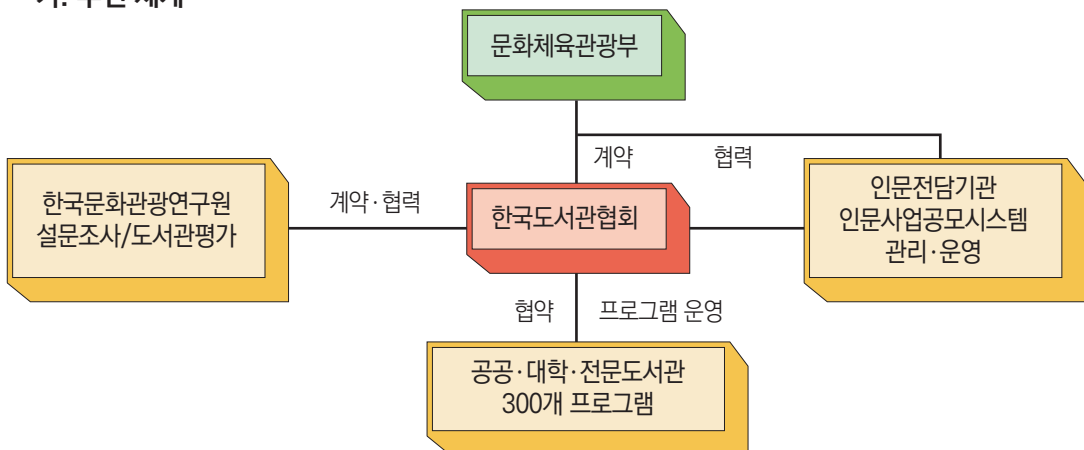 문화체육관광부
계약
협력
한국문화관광연구원
설문조사/도서관평가
계약·협력
한국도서관협회
인문전담기관
인문사업공모시스템
관리·운영
협약
프로그램 운영
공공·대학·전문도서관
300개 프로그램